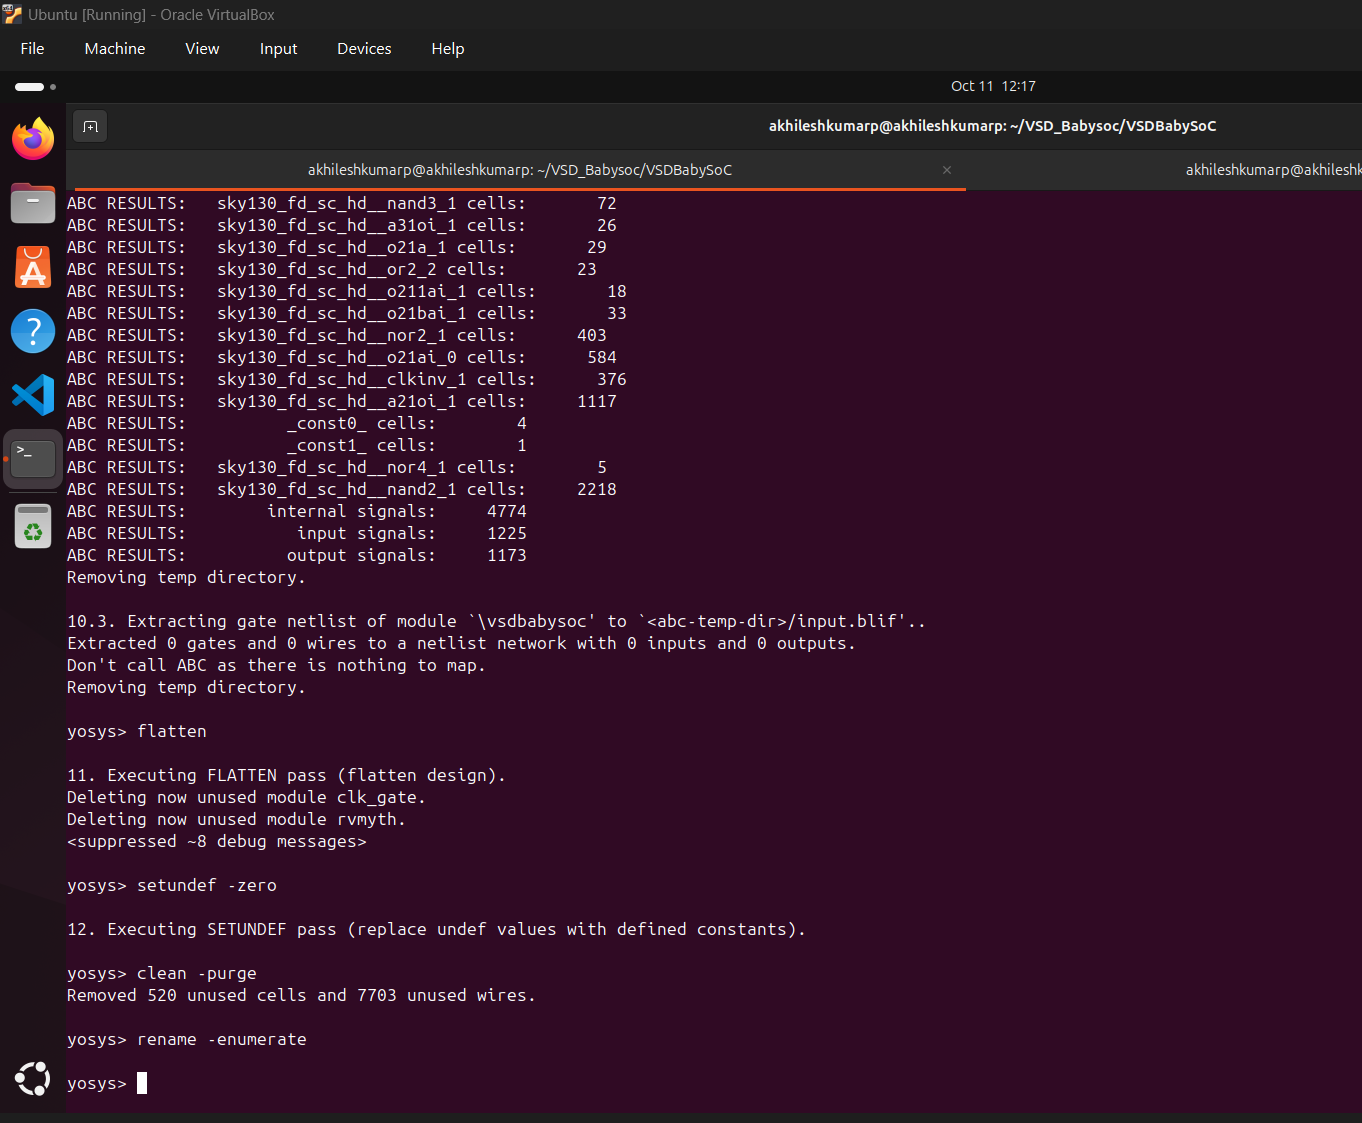 Ubuntu [Running] - Oracle VirtualBox
File Machine View Input Devices Help
Oct 11 12:17
akhileshkumarp@akhileshkumarp: ~/VSD_Babysoc/VSDBabySoC
akhileshkumarp@akhileshkumarp: ~/VSD_Babysoc/VSDBabySoC × akhileshkumarp@akhileshk
ABC RESULTS:   sky130_fd_sc_hd__nand3_1 cells:       72
ABC RESULTS:   sky130_fd_sc_hd__a31oi_1 cells:       26
ABC RESULTS:   sky130_fd_sc_hd__o21a_1 cells:       29
ABC RESULTS:   sky130_fd_sc_hd__or2_2 cells:       23
ABC RESULTS:   sky130_fd_sc_hd__o211ai_1 cells:       18
ABC RESULTS:   sky130_fd_sc_hd__o21bai_1 cells:       33
ABC RESULTS:   sky130_fd_sc_hd__nor2_1 cells:      403
ABC RESULTS:   sky130_fd_sc_hd__o21ai_0 cells:      584
ABC RESULTS:   sky130_fd_sc_hd__clkinv_1 cells:      376
ABC RESULTS:   sky130_fd_sc_hd__a21oi_1 cells:     1117
ABC RESULTS:          _const0_ cells:        4
ABC RESULTS:          _const1_ cells:        1
ABC RESULTS:   sky130_fd_sc_hd__nor4_1 cells:        5
ABC RESULTS:   sky130_fd_sc_hd__nand2_1 cells:     2218
ABC RESULTS:        internal signals:     4774
ABC RESULTS:           input signals:     1225
ABC RESULTS:          output signals:     1173
Removing temp directory.
10.3. Extracting gate netlist of module `\vsdbabysoc' to `<abc-temp-dir>/input.blif'..
Extracted 0 gates and 0 wires to a netlist network with 0 inputs and 0 outputs.
Don't call ABC as there is nothing to map.
Removing temp directory.
yosys> flatten
11. Executing FLATTEN pass (flatten design).
Deleting now unused module clk_gate.
Deleting now unused module rvmyth.
<suppressed ~8 debug messages>
yosys> setundef -zero
12. Executing SETUNDEF pass (replace undef values with defined constants).
yosys> clean -purge
Removed 520 unused cells and 7703 unused wires.
yosys> rename -enumerate
yosys>